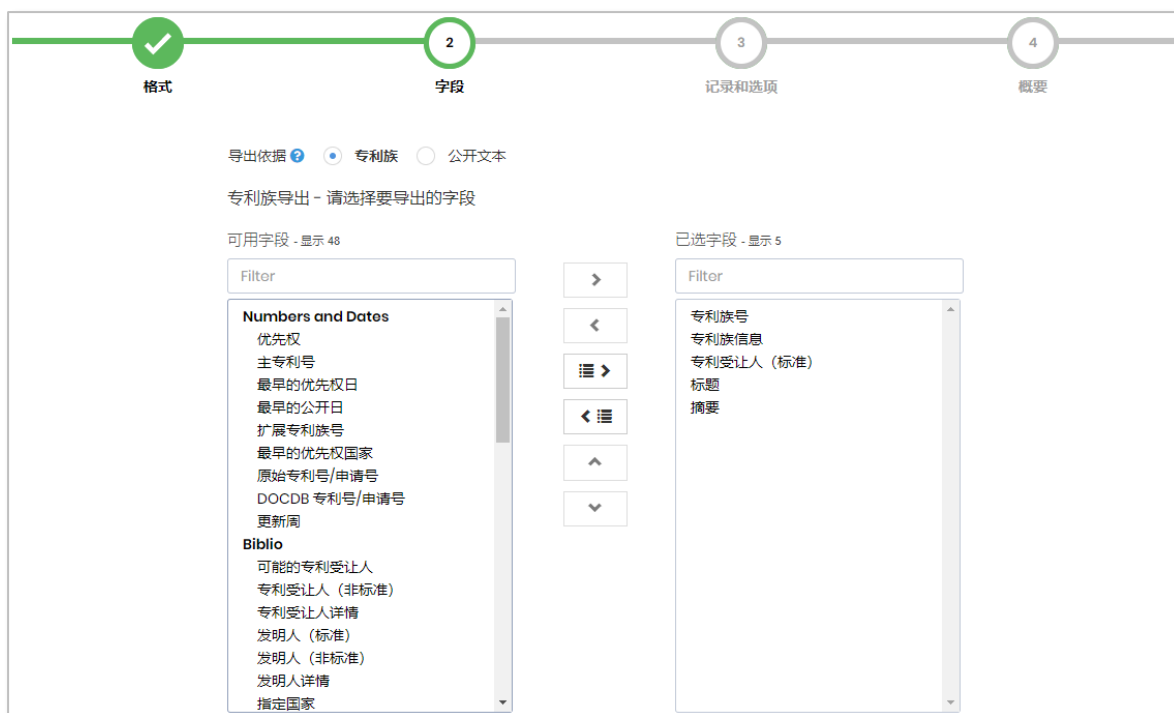 2
3
4
格式
字段
记录和选项
概要
导出依据 ? 专利族 公开文本
专利族导出 - 请选择要导出的字段
可用字段 - 显示 48
已选字段 - 显示 5
Filter
Filter
Numbers and Dates
优先权
主专利号
最早的优先权日
最早的公开日
扩展专利族号
最早的优先权国家
原始专利号/申请号
DOCDB 专利号/申请号
更新周
Biblio
可能的专利受让人
专利受让人（非标准）
专利受让人详情
发明人（标准）
发明人（非标准）
发明人详情
指定国家
专利族号
专利族信息
专利受让人（标准）
标题
摘要